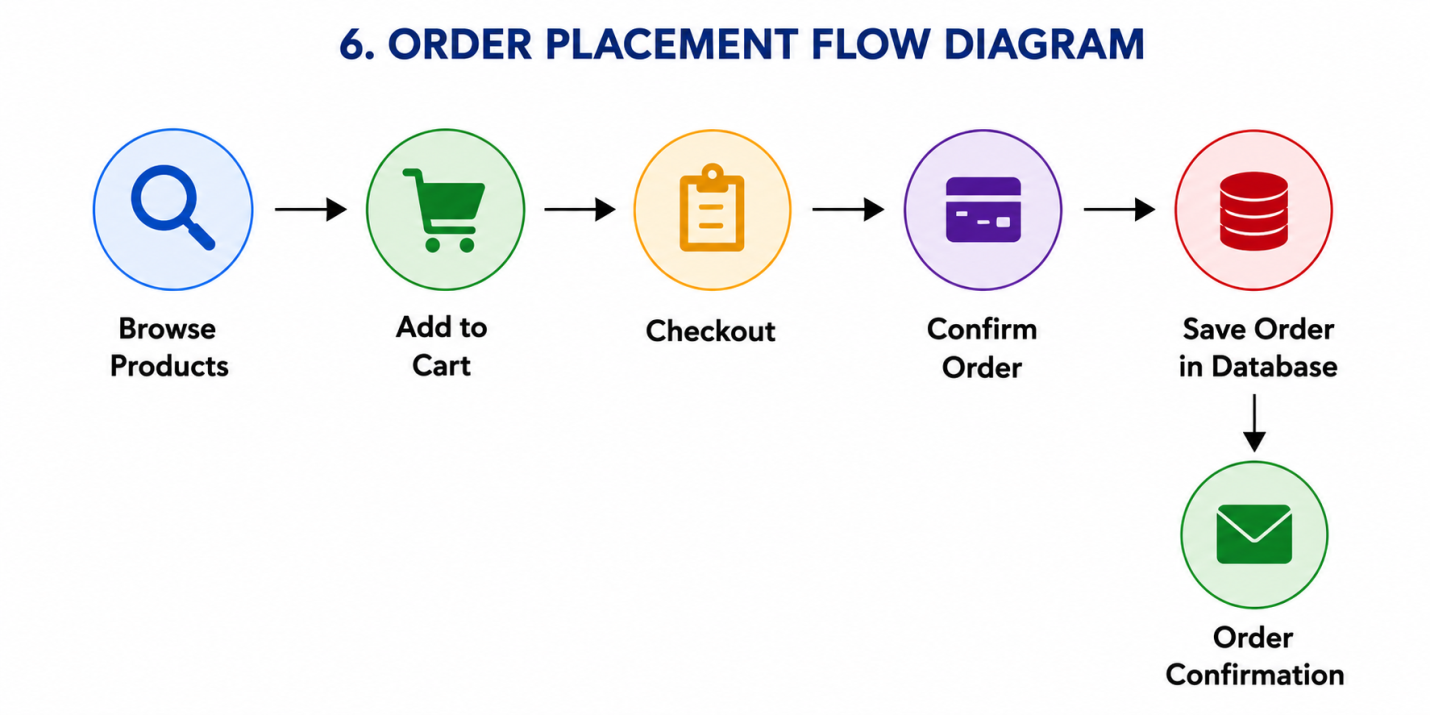 6. ORDER PLACEMENT FLOW DIAGRAM
Browse
Products
Add to
Cart
Checkout
Confirm
Order
Save Order
in Database
Order
Confirmation